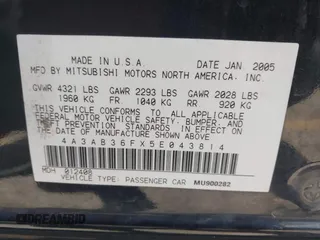 MADE IN U.S.A. DATE JAN 2005
MFD BY MITSUBISHI MOTORS NORTH AMERICA, INC.
GVWR 4321 LBS GAWR 2293 LBS GAWR 2028 LBS
1960 KG FR. 1040 KG RR 920 KG
THIS VEHICLE CONFORMS TO ALL APPLICABLE
FEDERAL MOTOR VEHICLE SAFETY, BUMPER, AND
THEFT PREVENTION STANDARDS IN EFFECT ON
THE DATE OF MANUFACTURE SHOWN ABOVE.
4A3AB36FX5E043814
MDH 012408
VEHICLE TYPE: PASSENGER CAR MU900282
DREAMBID